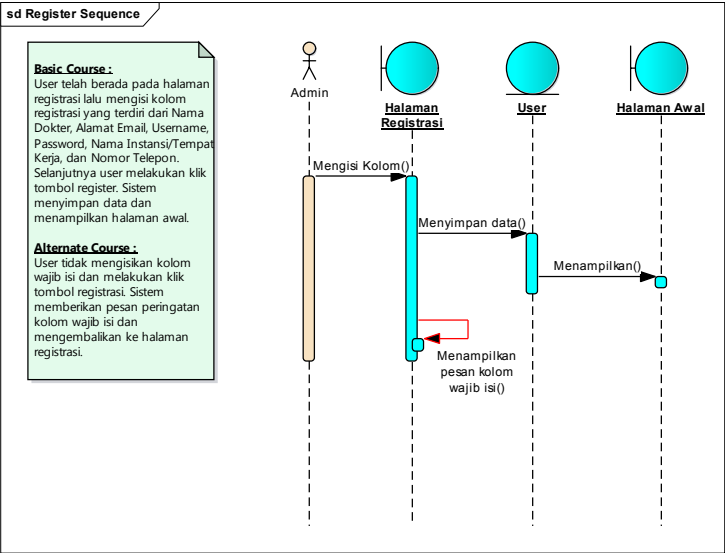 sd Register Sequence
Basic Course :
User telah berada pada halaman
registrasi lalu mengisi kolom
registrasi yang terdiri dari Nama
Dokter, Alamat Email, Username,
Password, Nama Instansi/Tempat
Kerja, dan Nomor Telepon.
Selanjutnya user melakukan klik
tombol register. Sistem
menyimpan data dan
menampilkan halaman awal.
Alternate Course :
User tidak mengisikan kolom
wajib isi dan melakukan klik
tombol registrasi. Sistem
memberikan pesan peringatan
kolom wajib isi dan
mengembalikan ke halaman
registrasi.
Admin
Halaman
Registrasi
User
Halaman Awal
Mengisi Kolom()
Menyimpan data()
Menampilkan()
Menampilkan
pesan kolom
wajib isi()